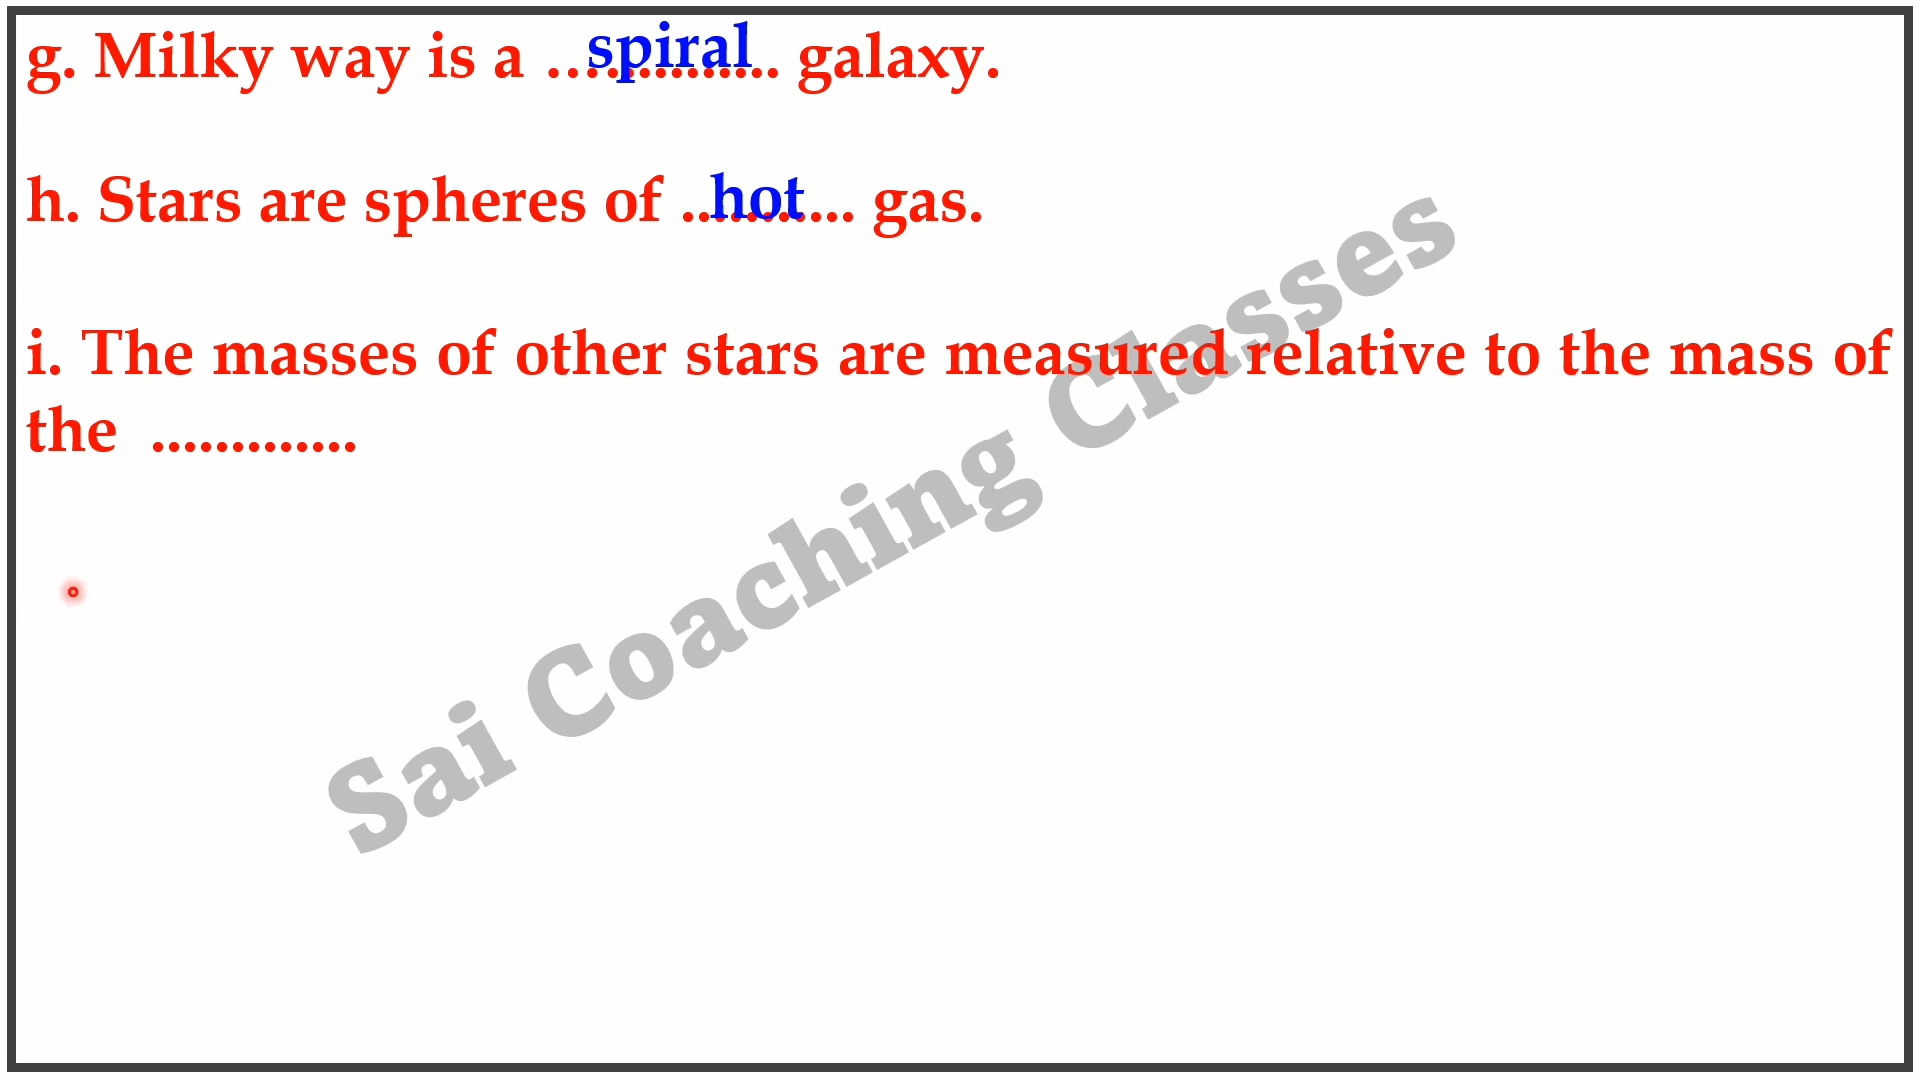 g. Milky way is a ….spiral......... galaxy.
h. Stars are spheres of ..hot........ gas.
i. The masses of other stars are measured relative to the mass of
the .............
Sai Coaching Classes